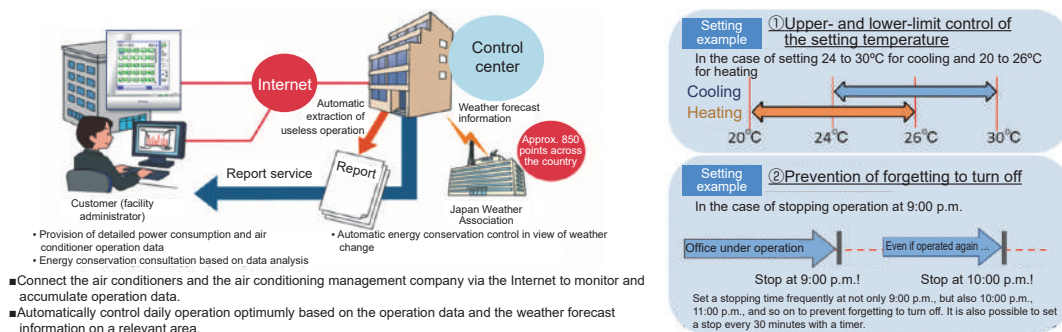 Control
center
Internet
Automatic
extraction of
useless operation
Weather forecast
information
Approx. 850
points across
the country
Report
Report service
Customer (facility
administrator)
Japan Weather
Association
• Provision of detailed power consumption and air
conditioner operation data
• Energy conservation consultation based on data analysis
• Automatic energy conservation control in view of weather
change
■Connect the air conditioners and the air conditioning management company via the Internet to monitor and
accumulate operation data.
■Automatically control daily operation optimumly based on the operation data and the weather forecast
information on a relevant area.
Setting
example
①Upper- and lower-limit control of
the setting temperature
In the case of setting 24 to 30ºC for cooling and 20 to 26ºC
for heating
Cooling
Heating
20℃ 24℃ 26℃ 30℃
Setting
example
②Prevention of forgetting to turn off
In the case of stopping operation at 9:00 p.m.
Office under operation
Even if operated again ...
Stop at 9:00 p.m.!
Stop at 10:00 p.m.!
Set a stopping time frequently at not only 9:00 p.m., but also 10:00 p.m.,
11:00 p.m., and so on to prevent forgetting to turn off. It is also possible to set
a stop every 30 minutes with a timer.